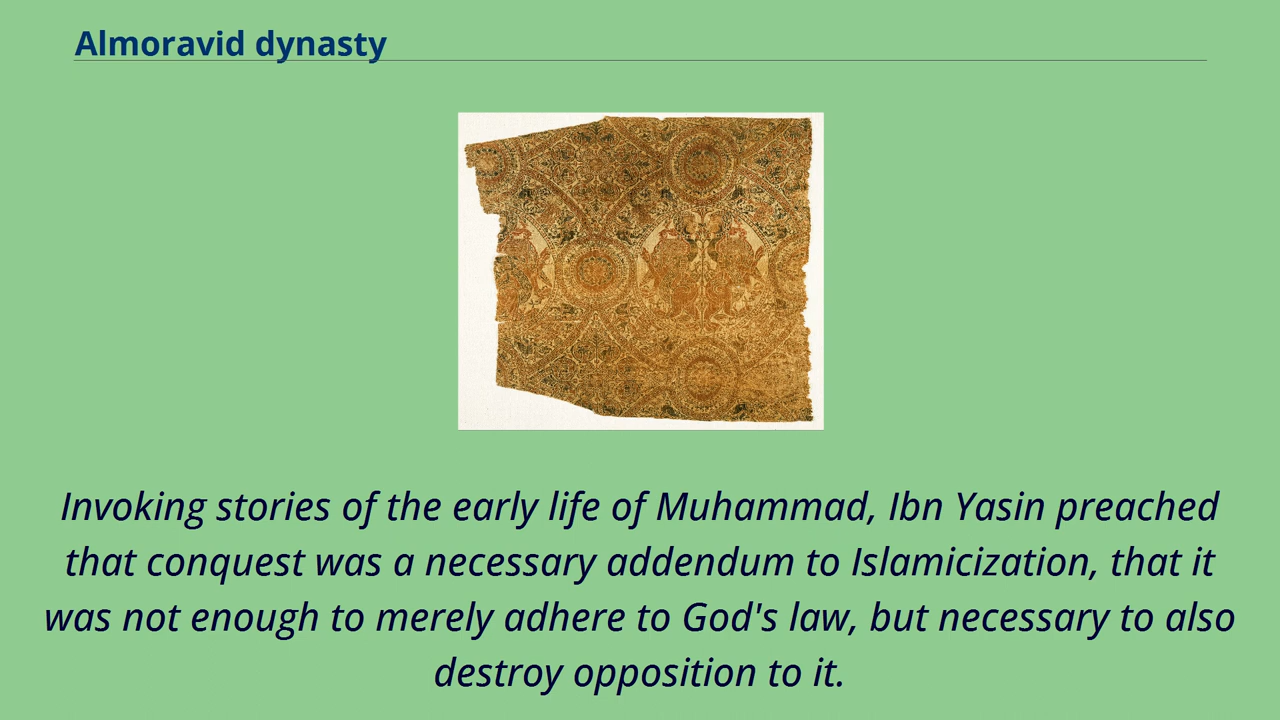 Almoravid dynasty
Invoking stories of the early life of Muhammad, Ibn Yasin preached
that conquest was a necessary addendum to Islamicization, that it
was not enough to merely adhere to God's law, but necessary to also
destroy opposition to it.